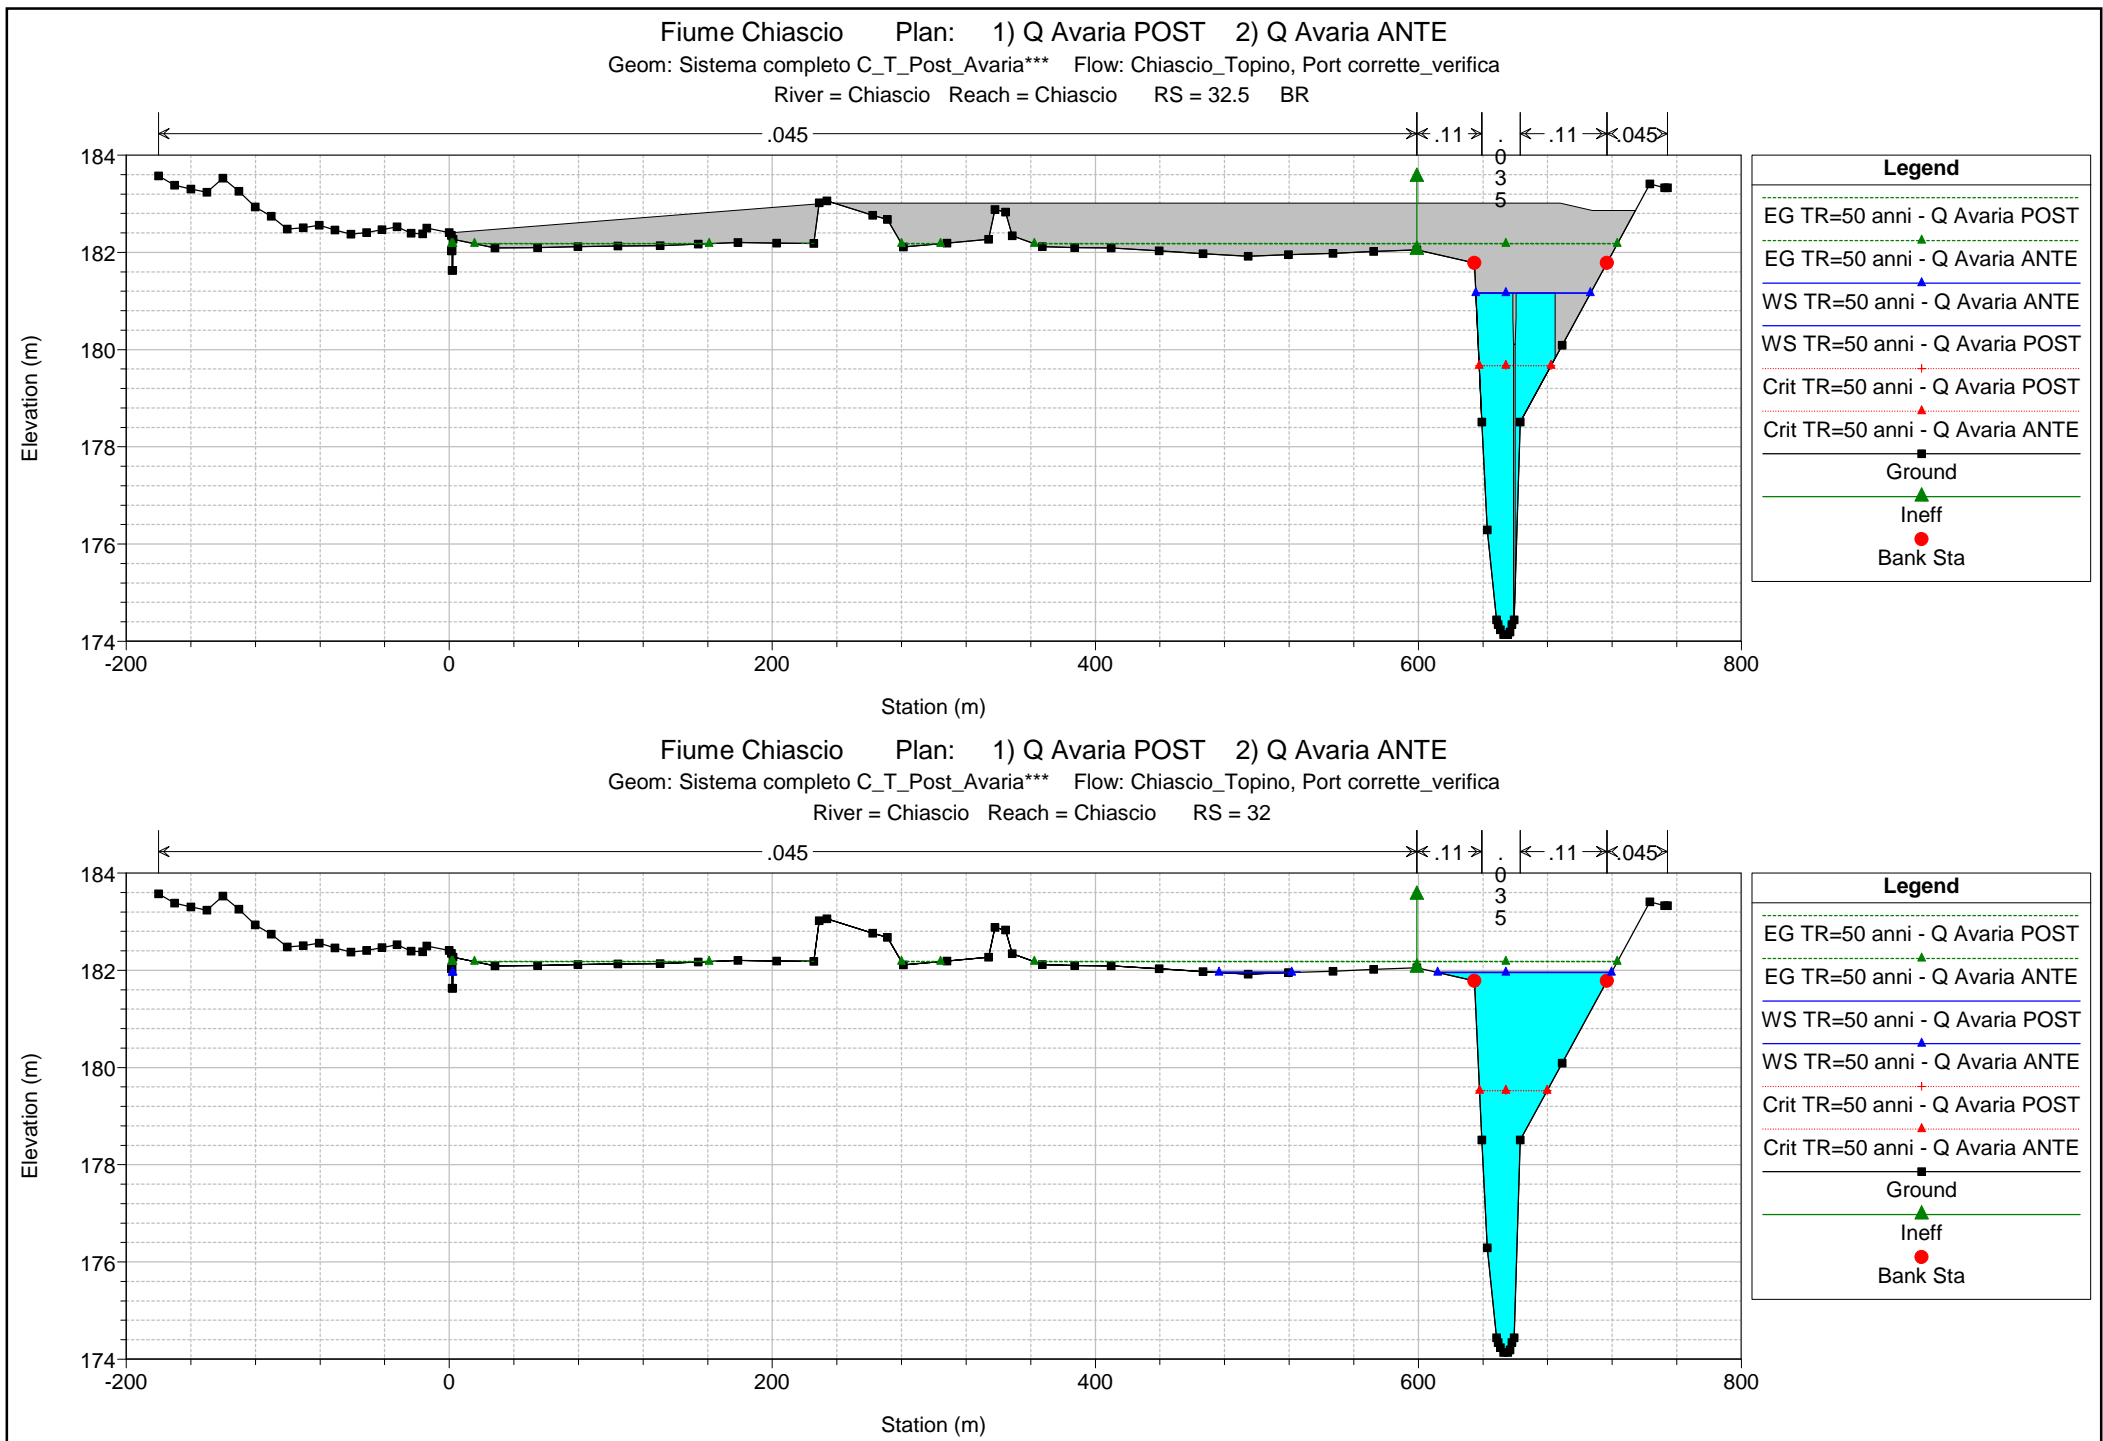 Fiume Chiascio Plan: 1) Q Avaria POST 2) Q Avaria ANTE
Geom: Sistema completo C_T_Post_Avaria*** Flow: Chiascio_Topino, Port corrette_verifica
River = Chiascio Reach = Chiascio RS = 32.5 BR
.045 .11 .035 .11 .045
184
182
180
178
176
174
Elevation (m)
-200 0 200 400 600 800
Station (m)
Legend
EG TR=50 anni - Q Avaria POST
EG TR=50 anni - Q Avaria ANTE
WS TR=50 anni - Q Avaria ANTE
WS TR=50 anni - Q Avaria POST
Crit TR=50 anni - Q Avaria POST
Crit TR=50 anni - Q Avaria ANTE
Ground
Ineff
Bank Sta
Fiume Chiascio Plan: 1) Q Avaria POST 2) Q Avaria ANTE
Geom: Sistema completo C_T_Post_Avaria*** Flow: Chiascio_Topino, Port corrette_verifica
River = Chiascio Reach = Chiascio RS = 32
.045 .11 .035 .11 .045
184
182
180
178
176
174
Elevation (m)
-200 0 200 400 600 800
Station (m)
Legend
EG TR=50 anni - Q Avaria POST
EG TR=50 anni - Q Avaria ANTE
WS TR=50 anni - Q Avaria POST
WS TR=50 anni - Q Avaria ANTE
Crit TR=50 anni - Q Avaria POST
Crit TR=50 anni - Q Avaria ANTE
Ground
Ineff
Bank Sta